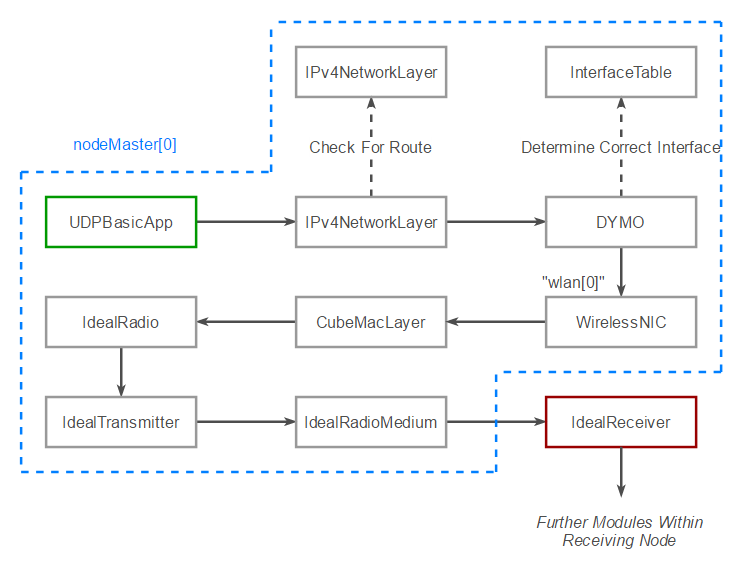 IPv4NetworkLayer
InterfaceTable
nodeMaster[0]
Check For Route
Determine Correct Interface
UDPBasicApp
IPv4NetworkLayer
DYMO
"wlan[0]"
IdealRadio
CubeMacLayer
WirelessNIC
IdealTransmitter
IdealRadioMedium
IdealReceiver
Further Modules Within
Receiving Node